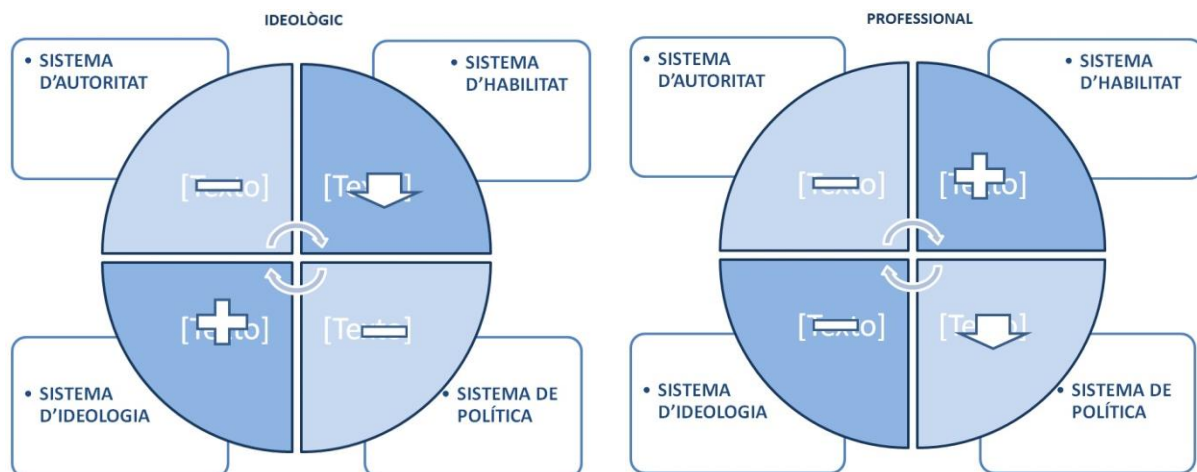 IDEOLÒGIC
• SISTEMA
D’AUTORITAT
• SISTEMA
D’HABILITAT
[Texto]
[Texto]
[Texto]
[Texto]
• SISTEMA
D’IDEOLOGIA
• SISTEMA DE
POLÍTICA
PROFESSIONAL
• SISTEMA
D’AUTORITAT
• SISTEMA
D’HABILITAT
[Texto]
[Texto]
[Texto]
[Texto]
• SISTEMA
D’IDEOLOGIA
• SISTEMA DE
POLÍTICA